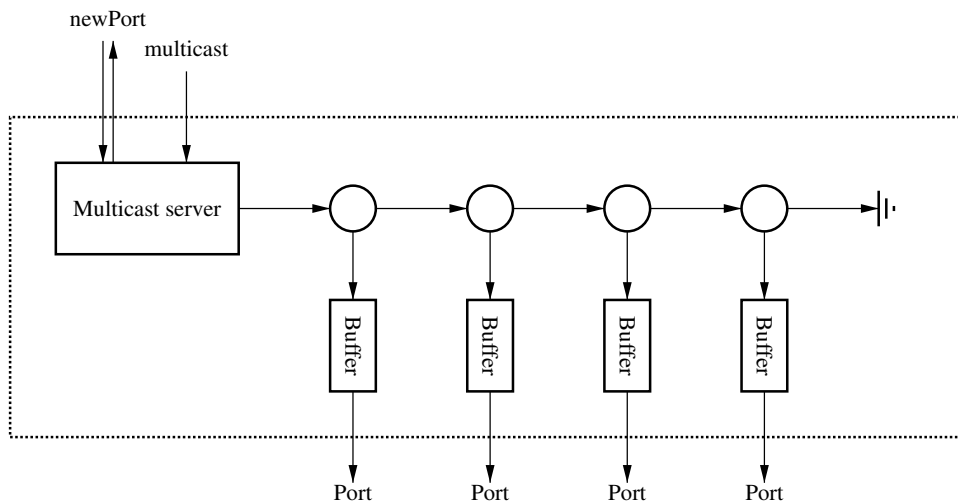 newPort
multicast
Multicast server
Buffer
Buffer
Buffer
Buffer
Port
Port
Port
Port